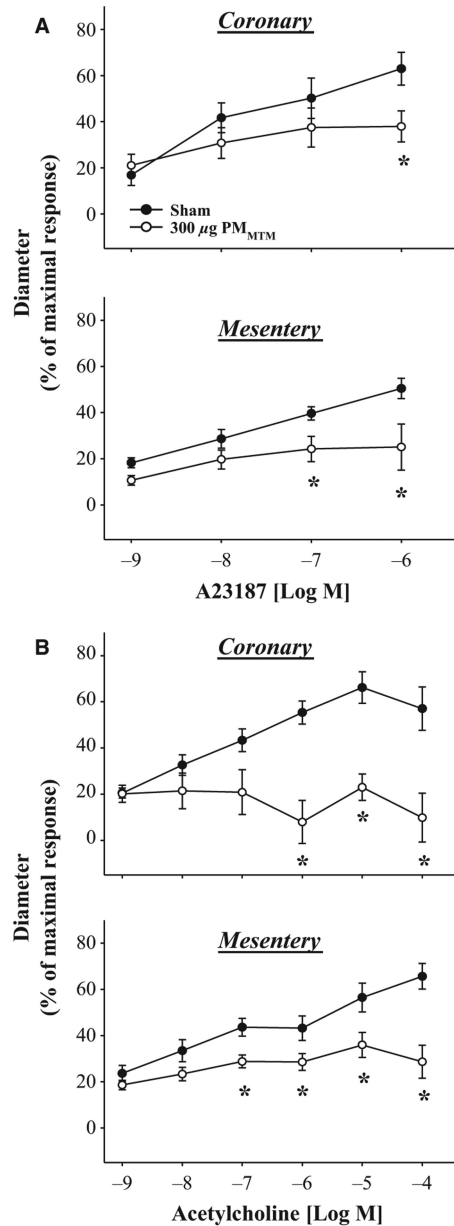 A
Coronary
80
60
40
20
0
Sham
300 µg PM_MTM
Diameter
(% of maximal response)
Mesentery
80
60
40
20
0
*
*
*
–9 –8 –7 –6
A23187 [Log M]
B
Coronary
80
60
40
20
0
* * *
Diameter
(% of maximal response)
Mesentery
80
60
40
20
0
* * * *
–9 –8 –7 –6 –5 –4
Acetylcholine [Log M]